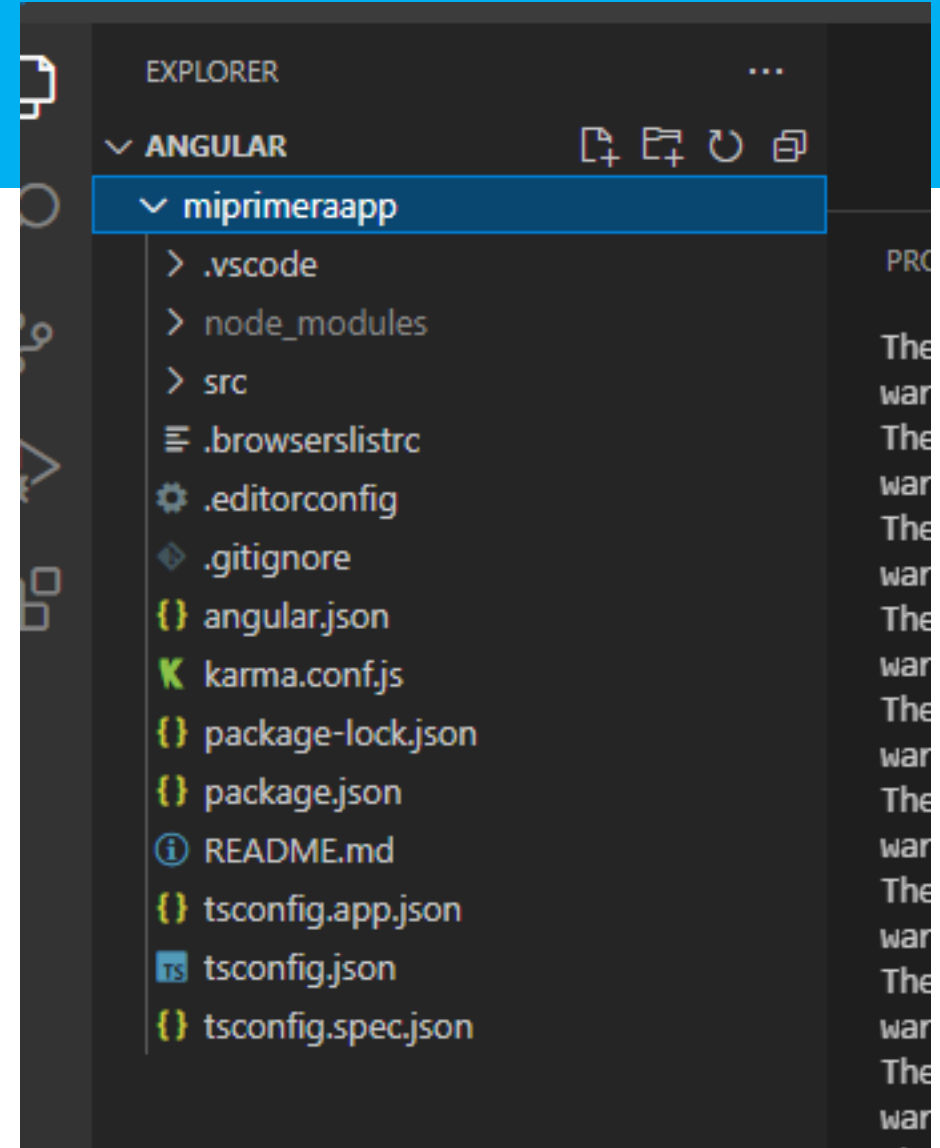 EXPLORER
ANGULAR
miprimeraapp
.vscode
node_modules
src
.browserslistrc
.editorconfig
.gitignore
angular.json
karma.conf.js
package-lock.json
package.json
README.md
tsconfig.app.json
TS tsconfig.json
tsconfig.spec.json